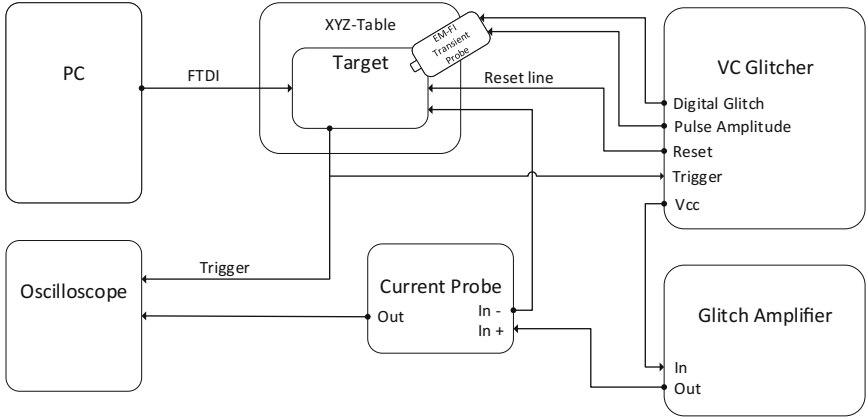 PC
FTDI
XYZ-Table
Target
EM-FI
Transient
Probe
Reset line
VC Glitcher
Digital Glitch
Pulse Amplitude
Reset
Trigger
Vcc
Oscilloscope
Trigger
Current Probe
Out
In -
In +
Glitch Amplifier
In
Out